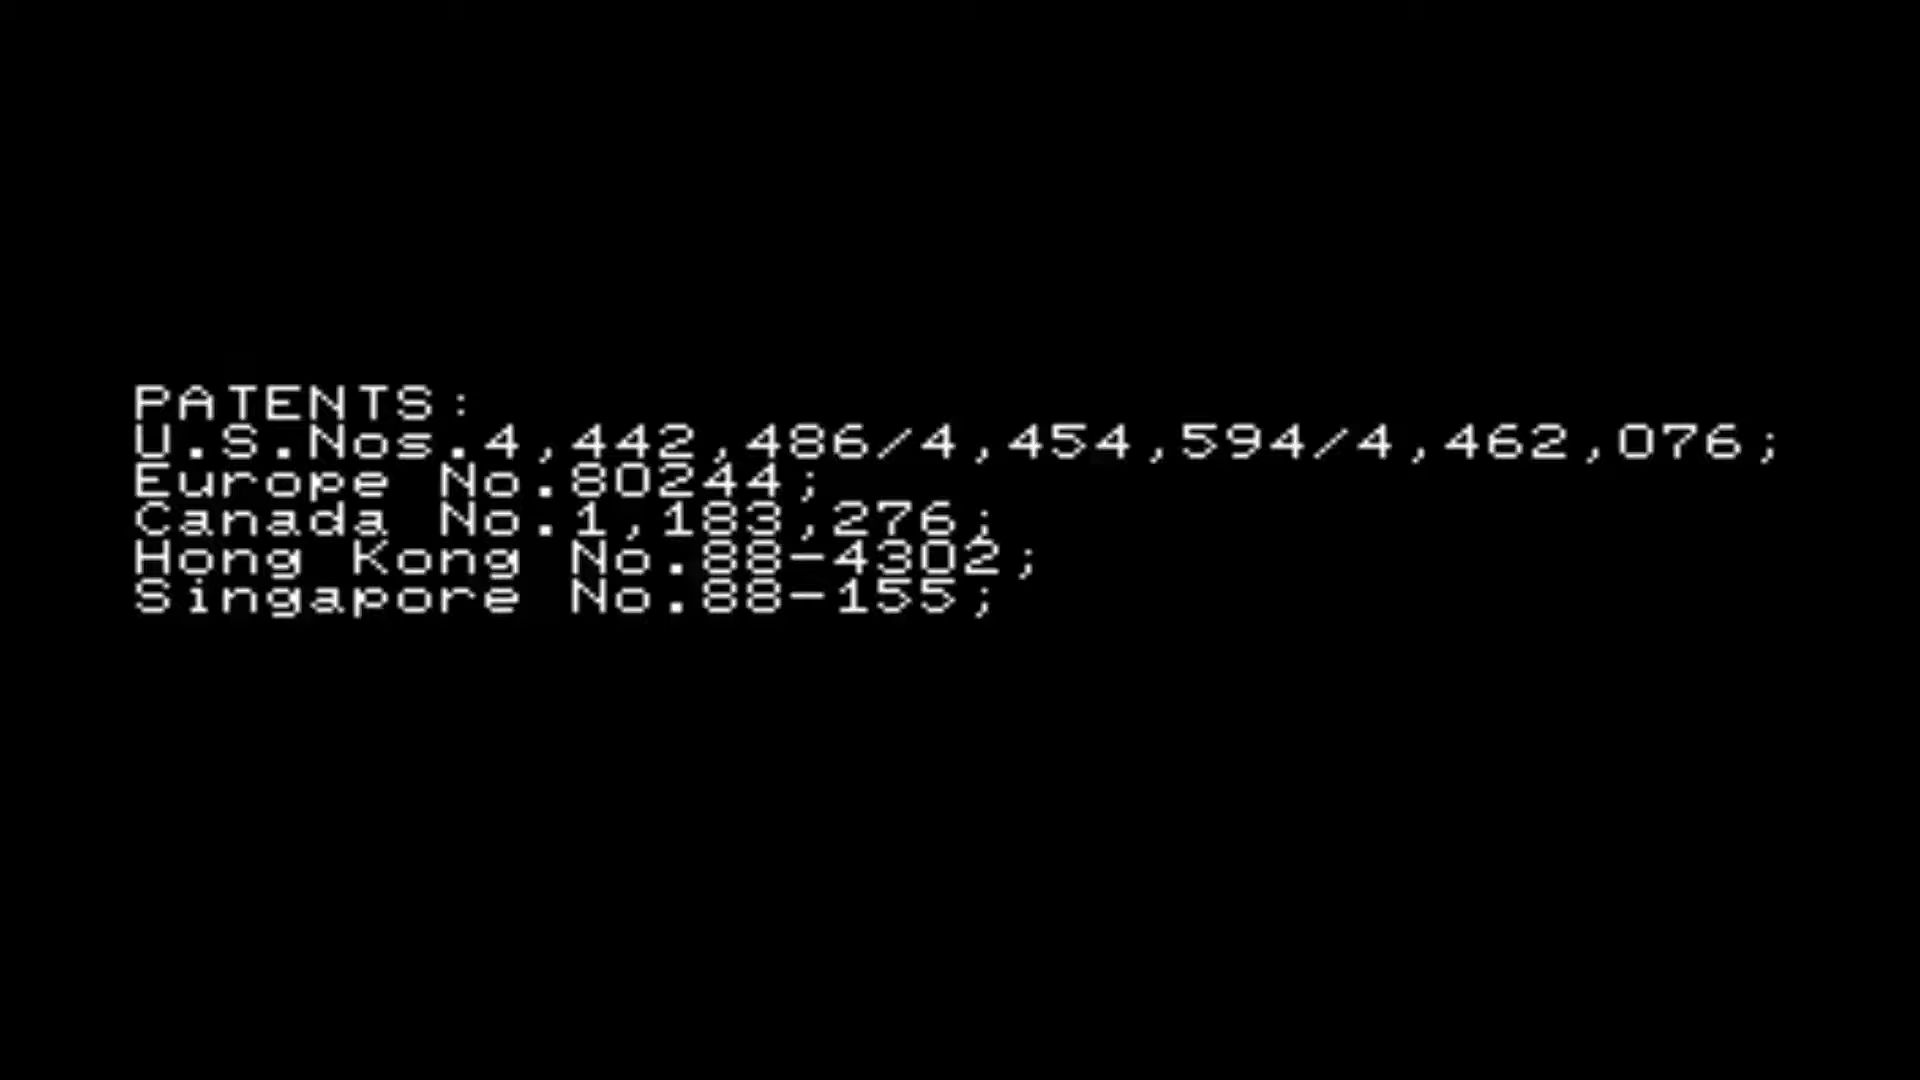 PATENTS:
U.S.Nos.4,442,486/4,454,594/4,462,076;
Europe No.80244;
Canada No.1,183,276;
Hong Kong No.88-4302;
Singapore No.88-155;